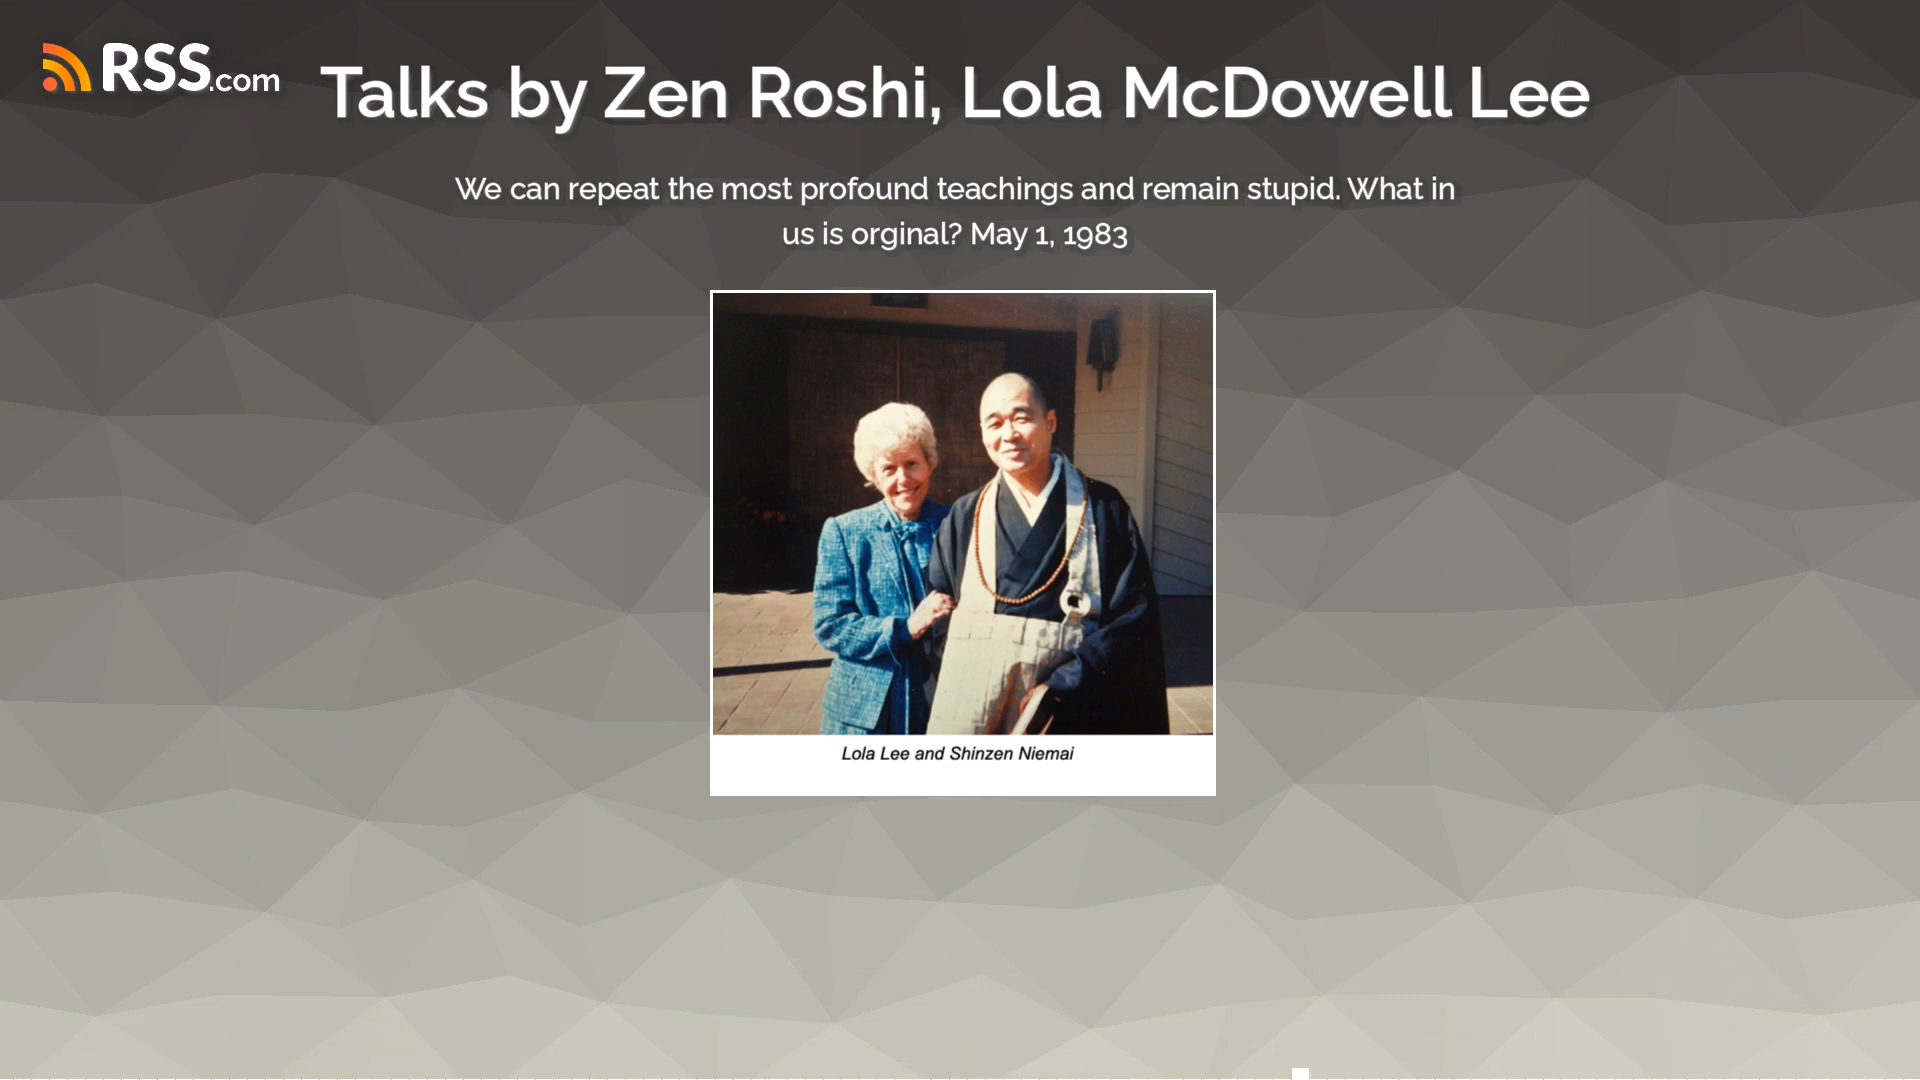 RSS.com
Talks by Zen Roshi, Lola McDowell Lee
We can repeat the most profound teachings and remain stupid. What in
us is orginal? May 1, 1983
Lola Lee and Shinzen Niemai